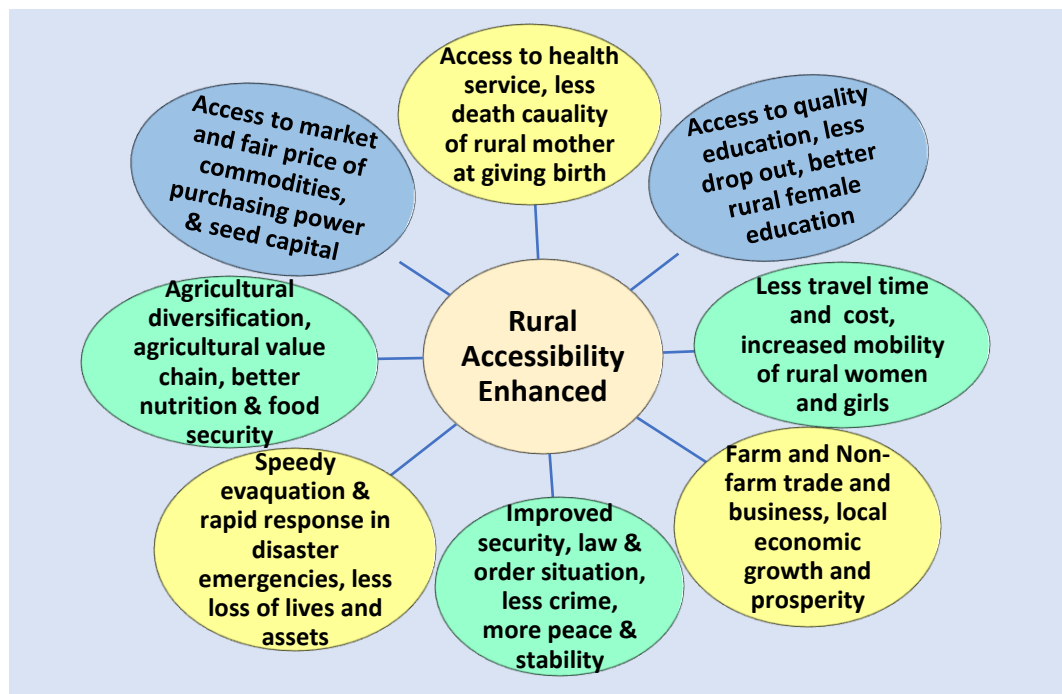 Access to health
service, less
death cauality
of rural mother
at giving birth
Access to market
and fair price of
commodities,
purchasing power
& seed capital
Access to quality
education, less
drop out, better
rural female
education
Agricultural
diversification,
agricultural value
chain, better
nutrition & food
security
Rural
Accessibility
Enhanced
Less travel time
and cost,
increased mobility
of rural women
and girls
Speedy
evaquation &
rapid response in
disaster
emergencies, less
loss of lives and
assets
Improved
security, law &
order situation,
less crime,
more peace &
stability
Farm and Non-
farm trade and
business, local
economic
growth and
prosperity